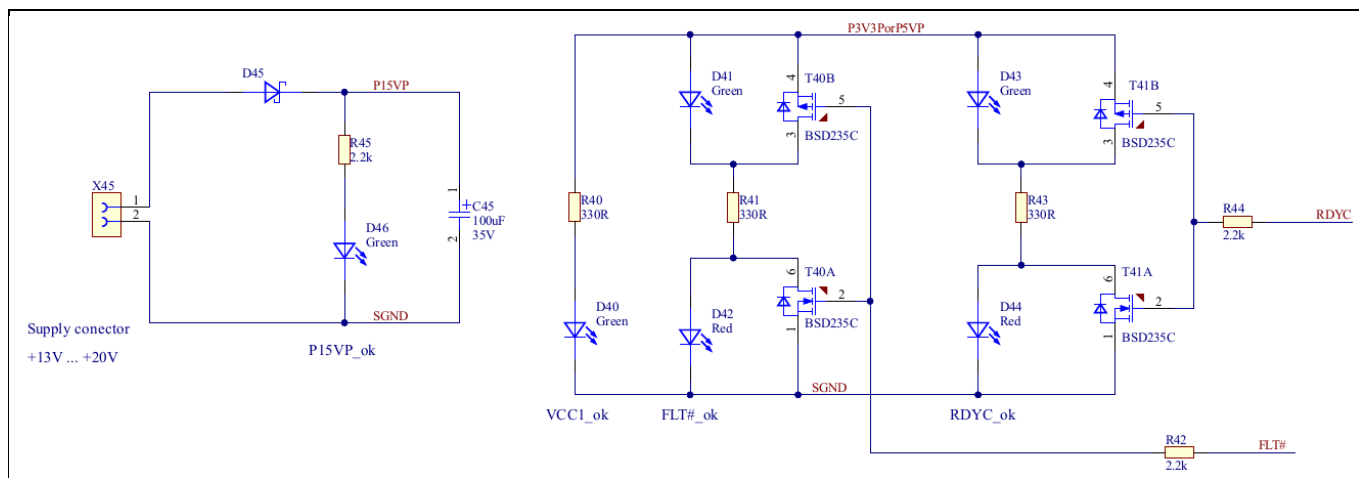 P3V3PorP5VP
D45
P15VP
R45
2.2k
X45
1
2
D46
Green
1
2
C45
100uF
35V
SGND
Supply conector
+13V ... +20V
P15VP_ok
R40
330R
D40
Green
VCC1_ok
D41
Green
R41
330R
D42
Red
FLT#_ok
4
T40B
5
3
BSD235C
6
T40A
2
1
BSD235C
SGND
D43
Green
R43
330R
D44
Red
RDYC_ok
4
T41B
5
3
BSD235C
6
T41A
2
1
BSD235C
R44
2.2k
RDYC
R42
2.2k
FLT#